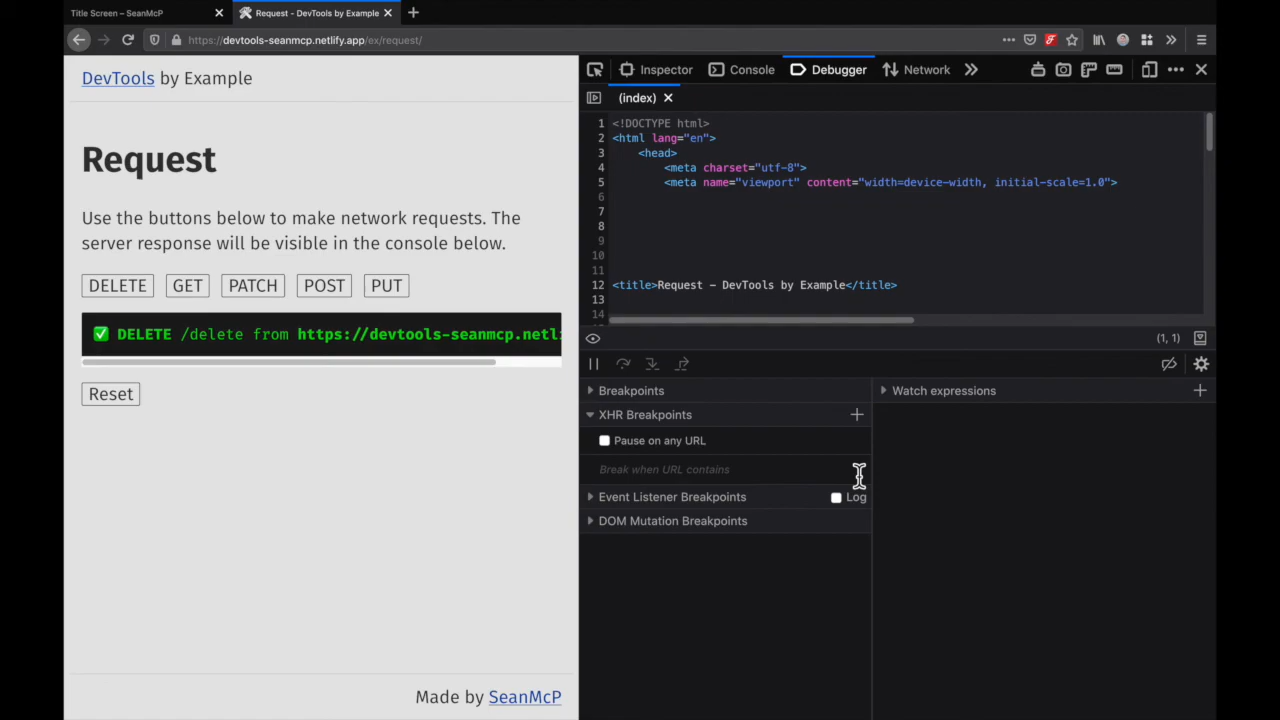 Title Screen – SeanMcP
Request - DevTools by Example
https://devtools-seanmcp.netlify.app/ex/request/
DevTools by Example
Request
Use the buttons below to make network requests. The
server response will be visible in the console below.
DELETE GET PATCH POST PUT
DELETE /delete from https://devtools-seanmcp.netl
Reset
Made by SeanMcP
Inspector Console Debugger Network
(index)
1 <!DOCTYPE html>
2 <html lang="en">
3 <head>
4 <meta charset="utf-8">
5 <meta name="viewport" content="width=device-width, initial-scale=1.0">
6
7
8
9
10
11
12 <title>Request - DevTools by Example</title>
13
14
(1, 1)
Breakpoints
XHR Breakpoints
Pause on any URL
Break when URL contains
Event Listener Breakpoints Log
DOM Mutation Breakpoints
Watch expressions